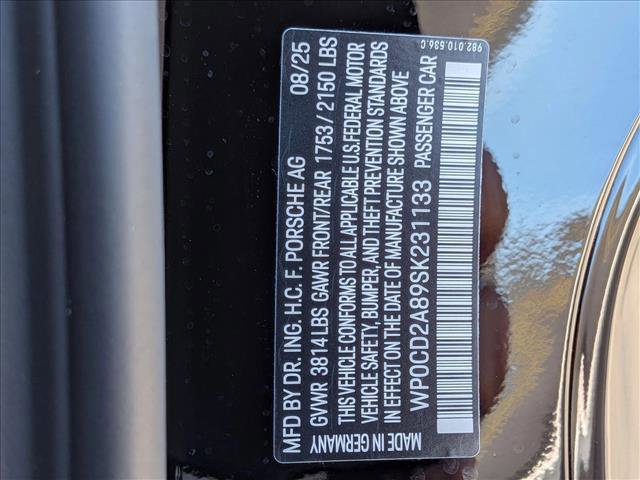 982.010.536.C
MFD BY DR. ING. H.C. F. PORSCHE AG 08/25
GVWR 3814 LBS GAWR FRONT/REAR 1753 / 2150 LBS
THIS VEHICLE CONFORMS TO ALL APPLICABLE U.S. FEDERAL MOTOR
VEHICLE SAFETY, BUMPER, AND THEFT PREVENTION STANDARDS
IN EFFECT ON THE DATE OF MANUFACTURE SHOWN ABOVE
WP0CD2A89SK231133 PASSENGER CAR
MADE IN GERMANY